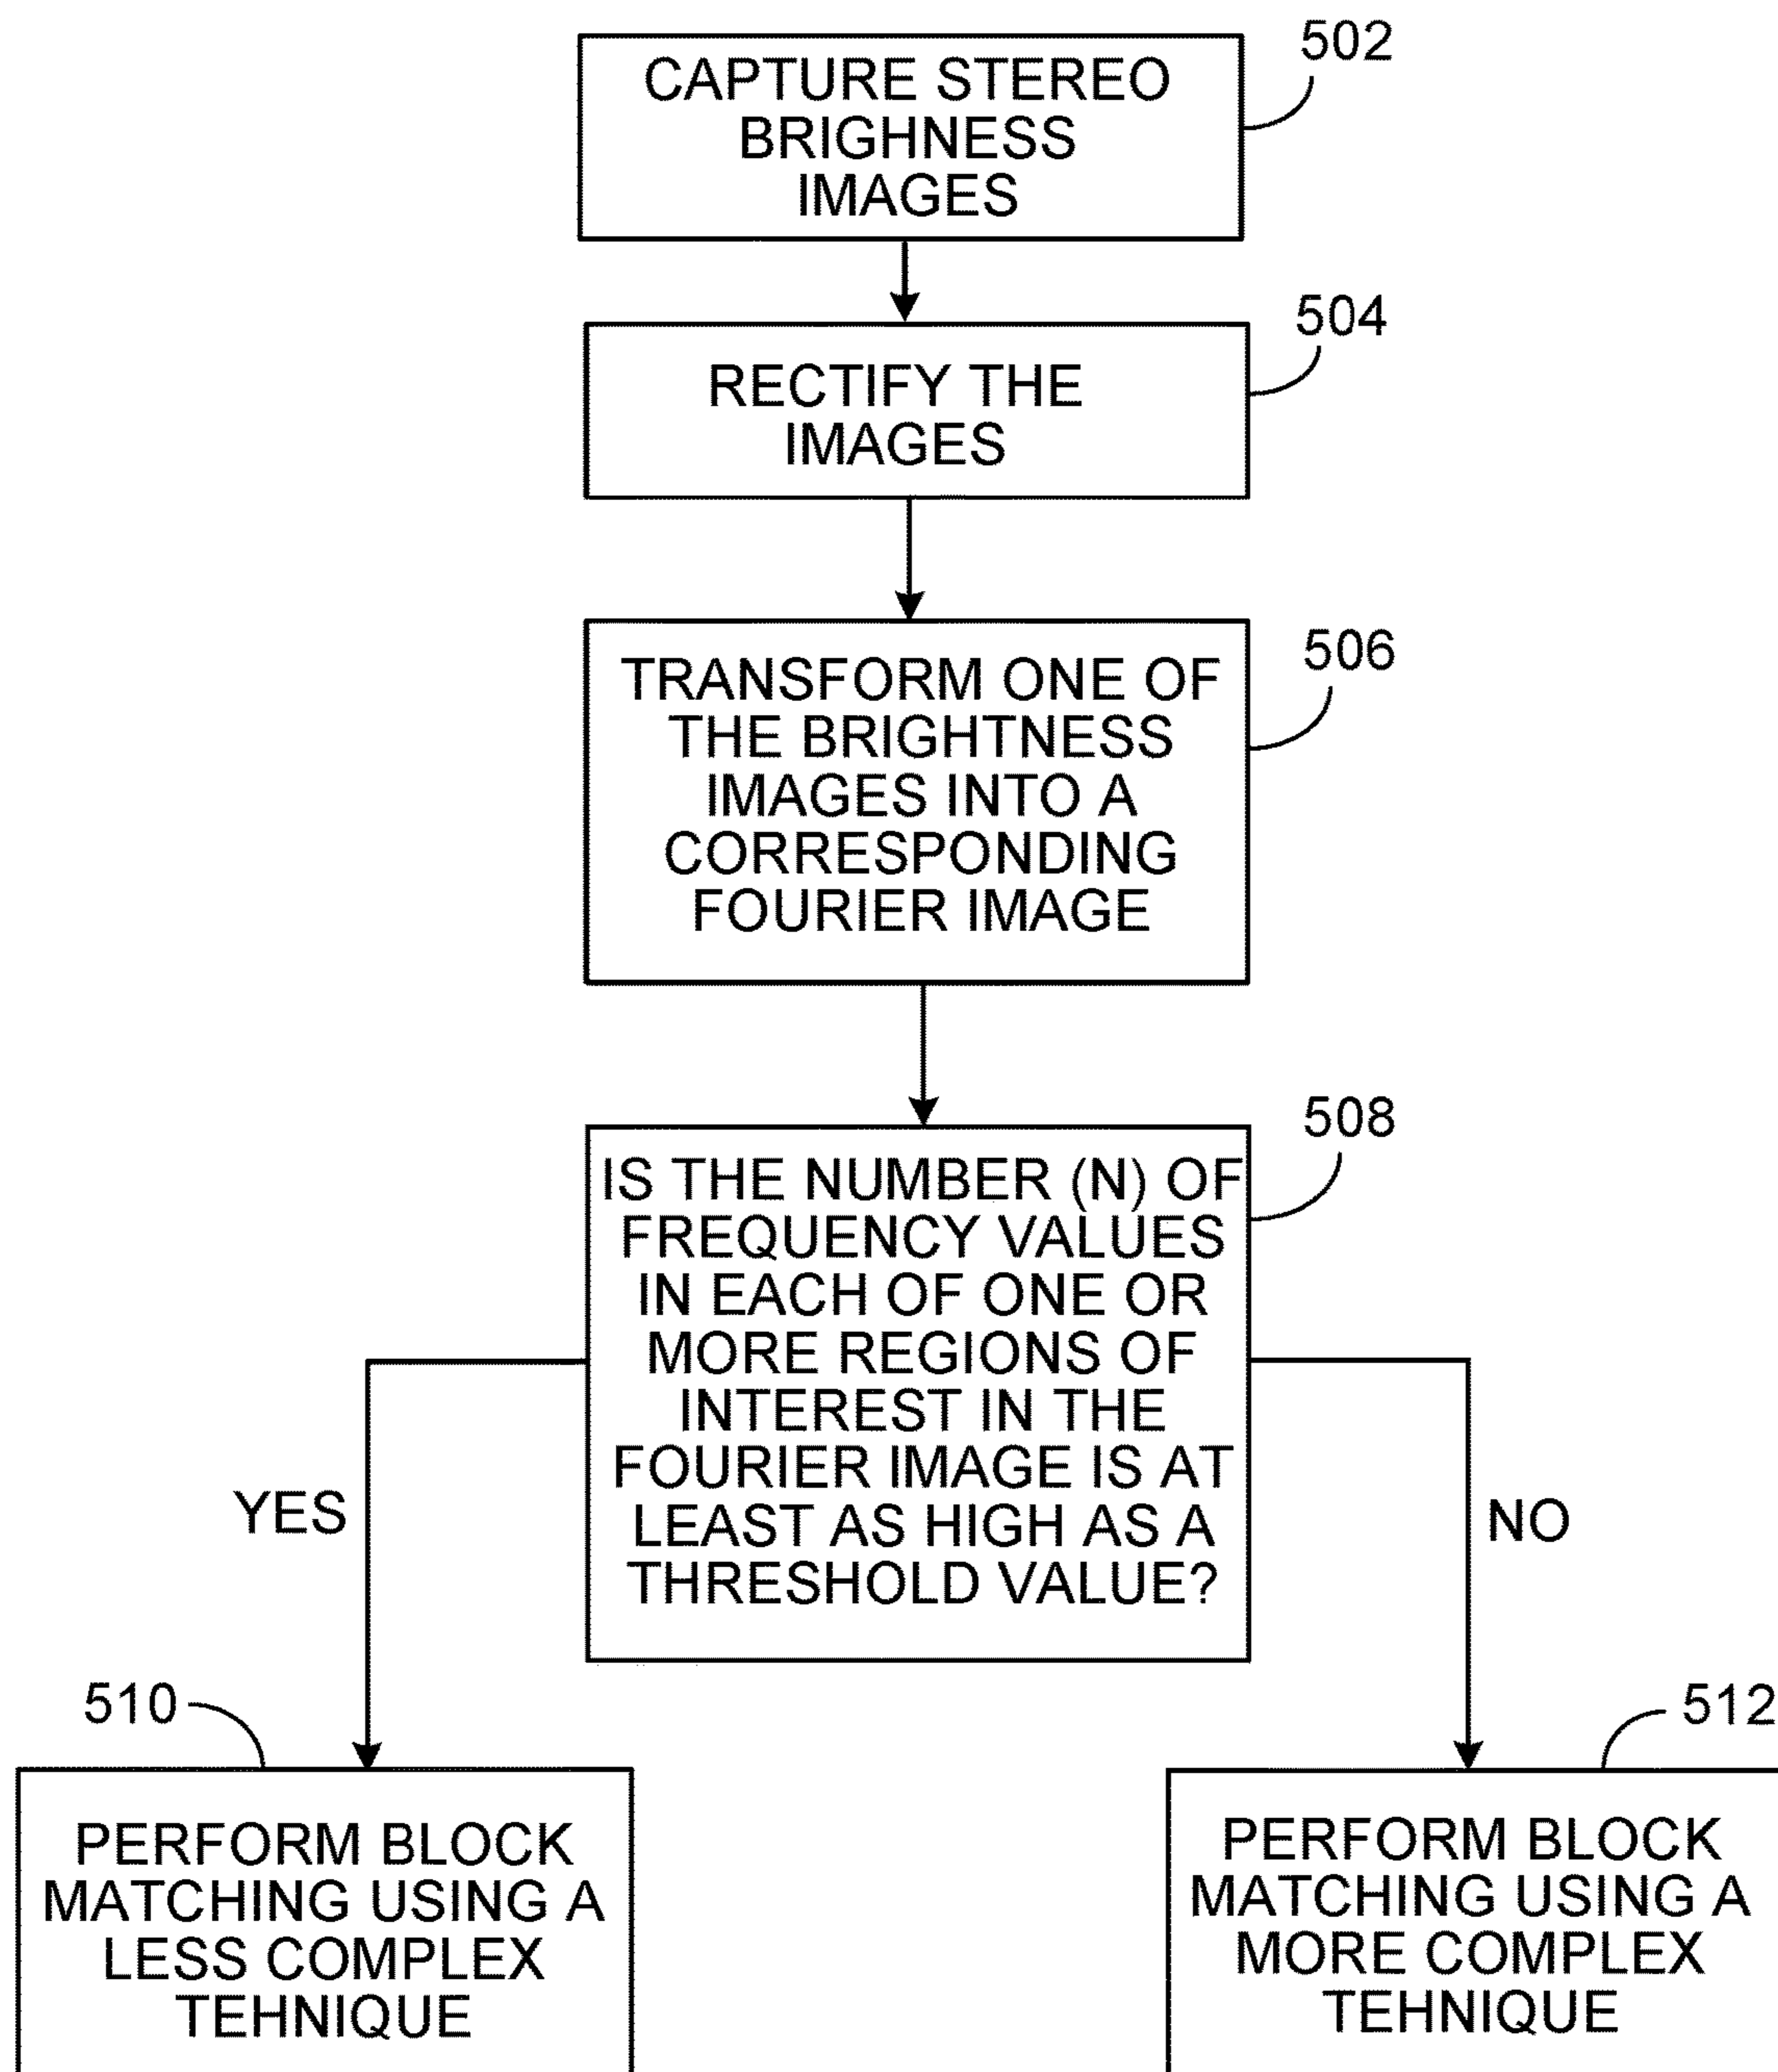 502
CAPTURE STEREO
BRIGHNESS
IMAGES
504
RECTIFY THE
IMAGES
506
TRANSFORM ONE OF
THE BRIGHTNESS
IMAGES INTO A
CORRESPONDING
FOURIER IMAGE
508
IS THE NUMBER (N) OF
FREQUENCY VALUES
IN EACH OF ONE OR
MORE REGIONS OF
INTEREST IN THE
FOURIER IMAGE IS AT
LEAST AS HIGH AS A
THRESHOLD VALUE?
YES
NO
510
PERFORM BLOCK
MATCHING USING A
LESS COMPLEX
TEHNIQUE
512
PERFORM BLOCK
MATCHING USING A
MORE COMPLEX
TEHNIQUE